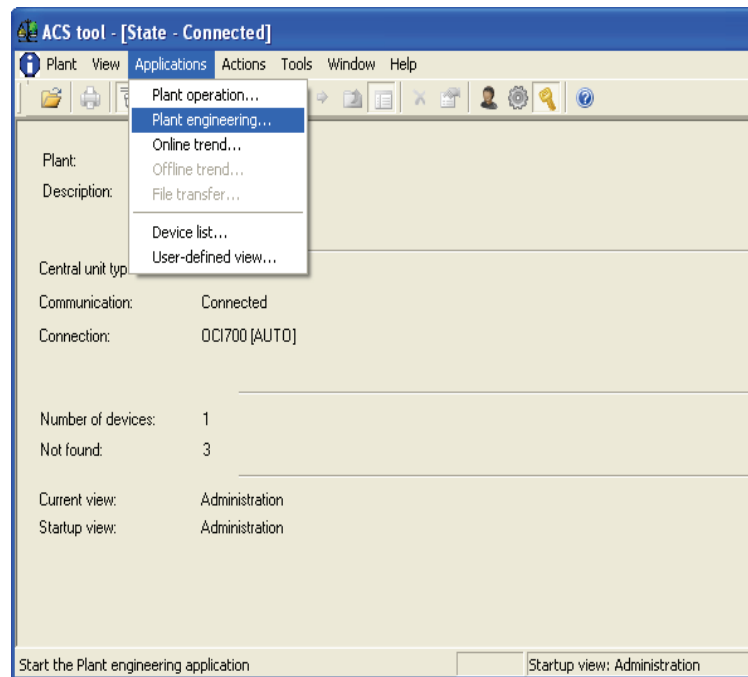 ACS tool - [State - Connected]
Plant View Applications Actions Tools Window Help
Plant operation...
Plant engineering...
Online trend...
Offline trend...
File transfer...
Device list...
User-defined view...
Plant:
Description:
Central unit typ
Communication: Connected
Connection: OCI700 [AUTO]
Number of devices: 1
Not found: 3
Current view: Administration
Startup view: Administration
Start the Plant engineering application
Startup view: Administration